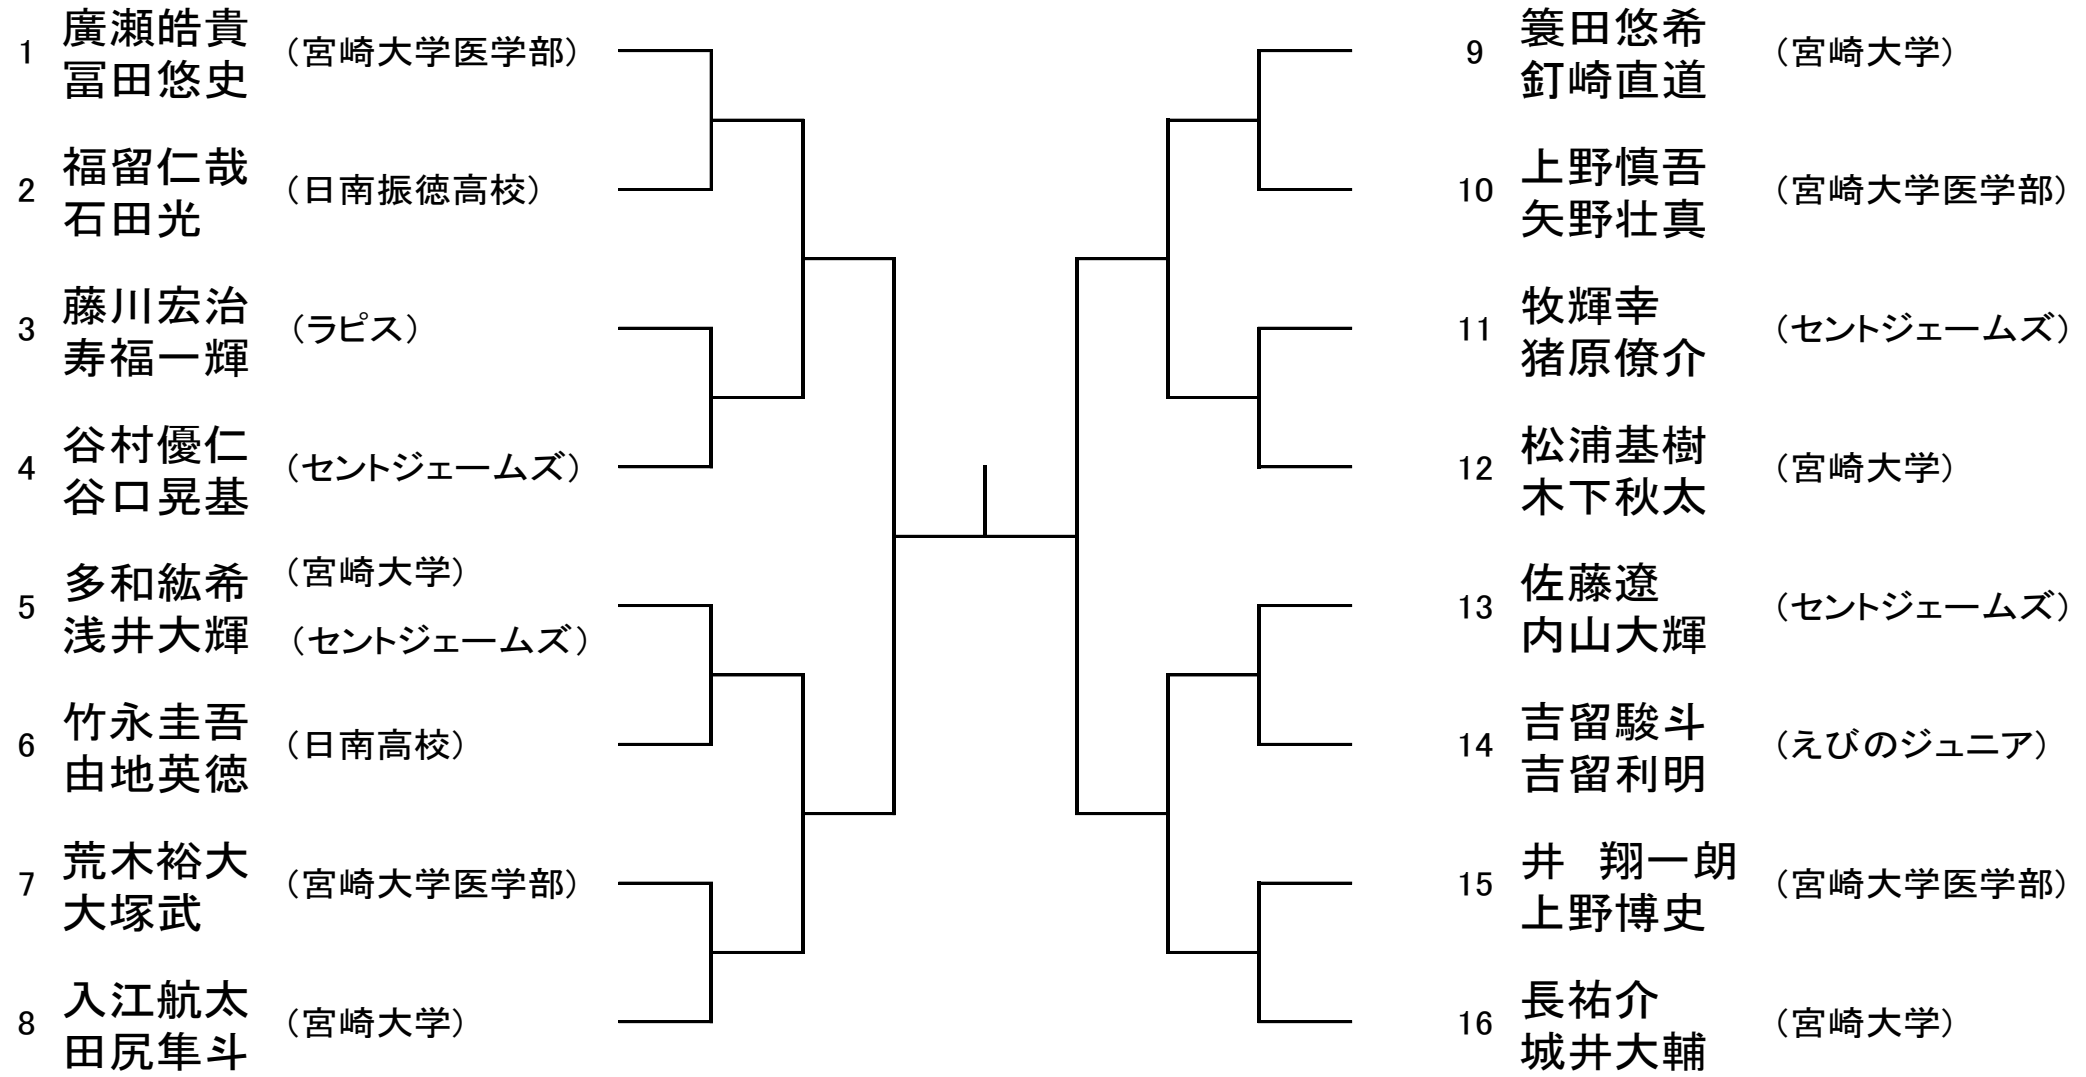 1 廣瀬皓貴 (宮崎大学医学部)
冨田悠史
2 福留仁哉 (日南振徳高校)
石田光
3 藤川宏治 (ラピス)
寿福一輝
4 谷村優仁 (セントジェームズ)
谷口晃基
5 多和紘希 (宮崎大学)
浅井大輝 (セントジェームズ)
6 竹永圭吾 (日南高校)
由地英徳
7 荒木裕大 (宮崎大学医学部)
大塚武
8 入江航太 (宮崎大学)
田尻隼斗
9 簑田悠希 (宮崎大学)
釘崎直道
10 上野慎吾 (宮崎大学医学部)
矢野壮真
11 牧輝幸 (セントジェームズ)
猪原僚介
12 松浦基樹 (宮崎大学)
木下秋太
13 佐藤遼 (セントジェームズ)
内山大輝
14 吉留駿斗 (えびのジュニア)
吉留利明
15 井 翔一朗 (宮崎大学医学部)
上野博史
16 長祐介 (宮崎大学)
城井大輔